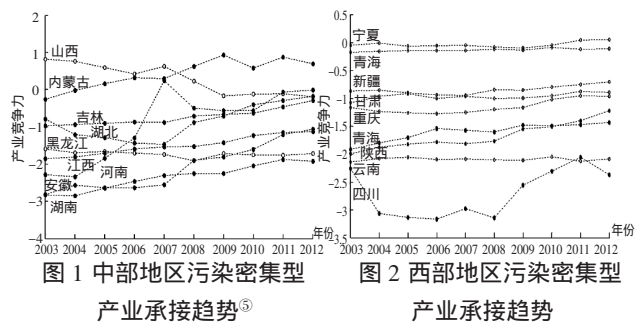 产业竞争力
2
1
0
-1
-2
-3
-4
山西
内蒙古
吉林
湖北
黑龙江
江西 河南
安徽
湖南
年份
2003 2004 2005 2006 2007 2008 2009 2010 2011 2012
图 1 中部地区污染密集型
产业承接趋势⑤
产业竞争力
0.5
0
-0.5
-1
-1.5
-2
-2.5
-3
-3.5
宁夏
青海
新疆
甘肃
重庆
青海
陕西
云南
四川
年份
2003 2004 2005 2006 2007 2008 2009 2010 2011 2012
图 2 西部地区污染密集型
产业承接趋势